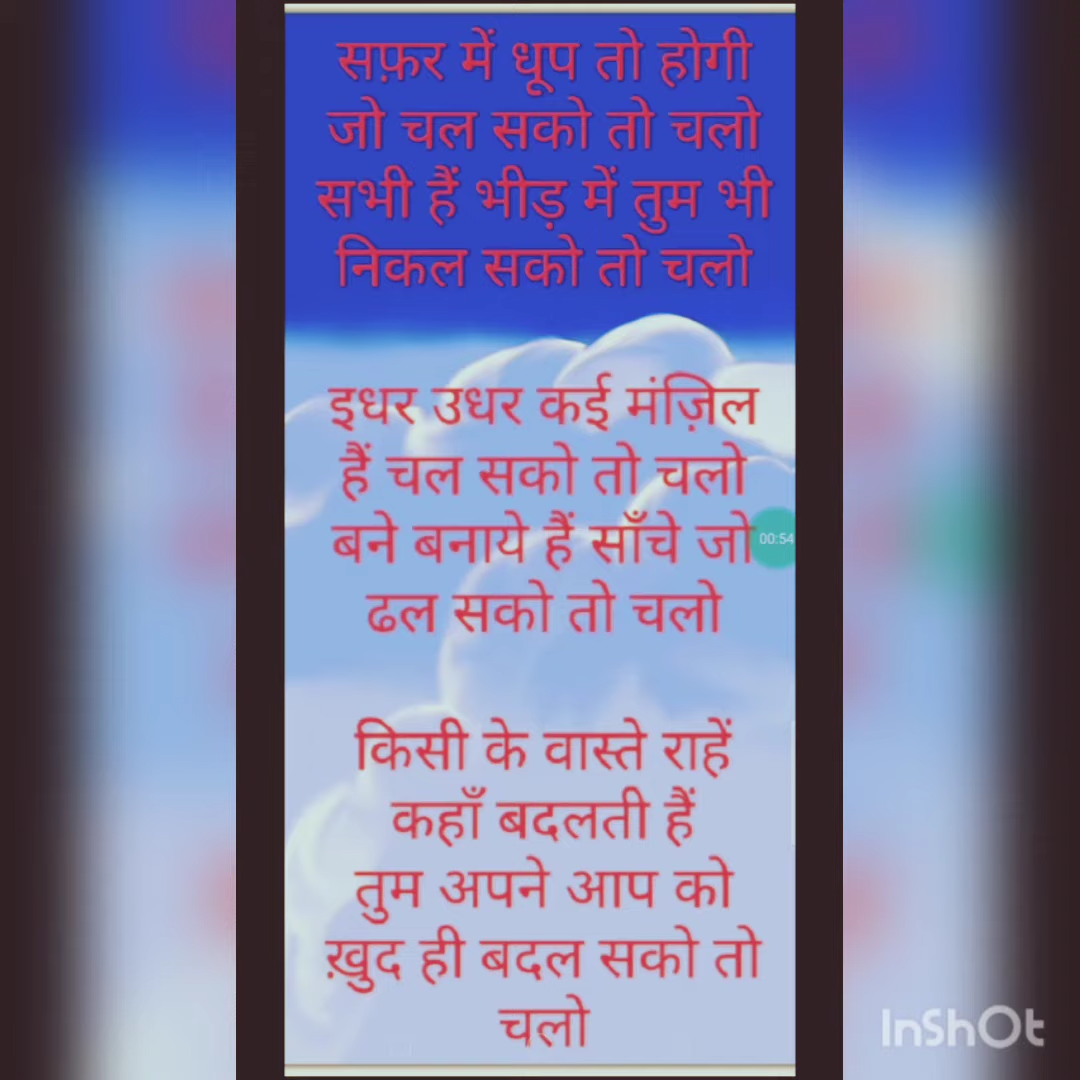 सफ़र में धूप तो होगी
जो चल सको तो चलो
सभी हैं भीड़ में तुम भी
निकल सको तो चलो
इधर उधर कई मंज़िल
हैं चल सको तो चलो
बने बनाये हैं साँचे जो
00:54
ढल सको तो चलो
किसी के वास्ते राहें
कहाँ बदलती हैं
तुम अपने आप को
ख़ुद ही बदल सको तो
चलो
InShOt